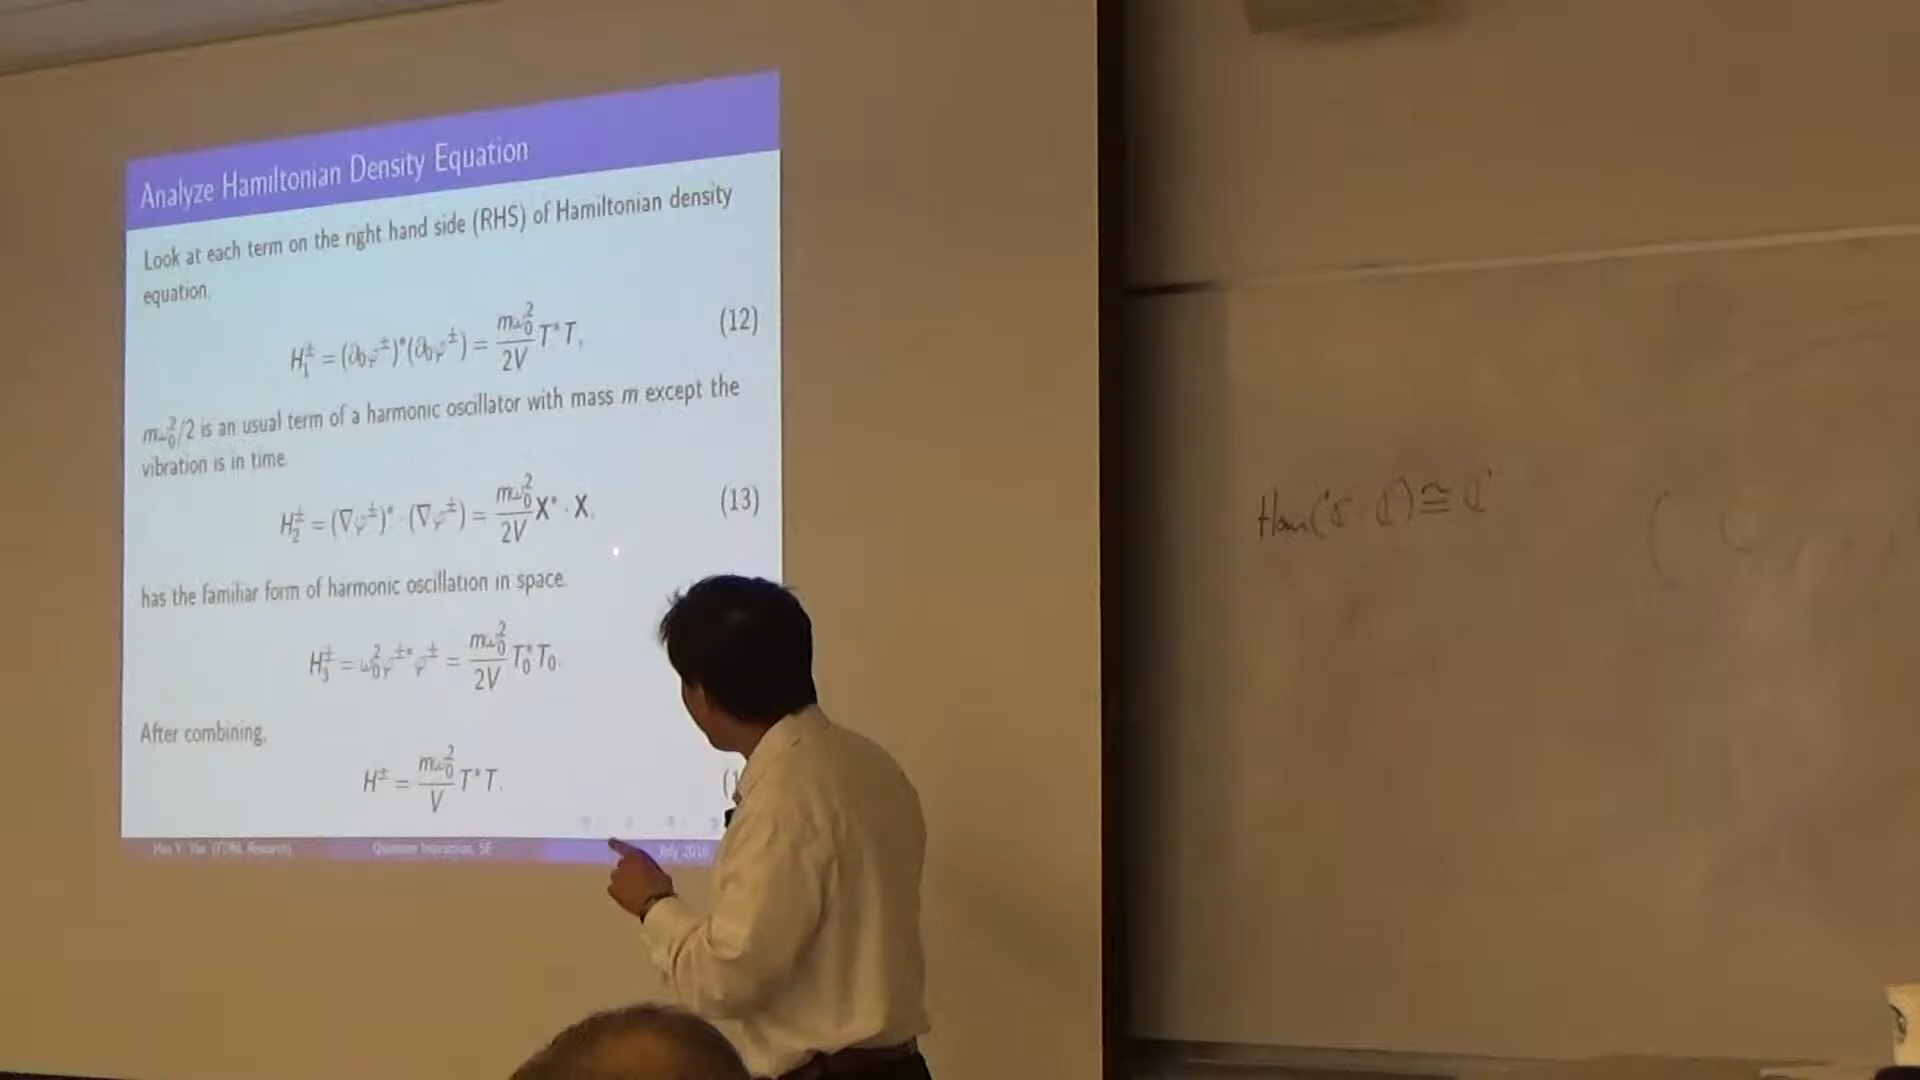 Analyze Hamiltonian Density Equation
Look at each term on the right hand side (RHS) of Hamiltonian density
equation,
H₁^± = (∂₀φ^±)*(∂₀φ^±) = mω₀²/2V T*T, (12)
mω₀²/2 is an usual term of a harmonic oscillator with mass m except the
vibration is in time.
H₂^± = (∇φ^±)* · (∇φ^±) = mω₀²/2V X* · X, (13)
has the familiar form of harmonic oscillation in space.
H₃^± = ω₀²φ^±*φ^± = mω₀²/2V T₀*T₀.
After combining,
H^± = mω₀²/V T*T. (1
Research) July